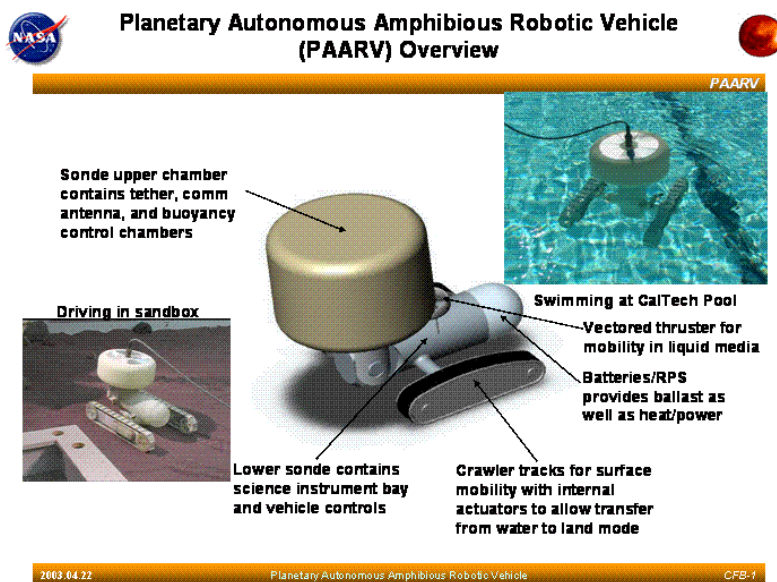 NASA
Planetary Autonomous Amphibious Robotic Vehicle
(PAARV) Overview
PAARV
Sonde upper chamber
contains tether, comm
antenna, and buoyancy
control chambers
Swimming at CalTech Pool
Driving in sandbox
Vectored thruster for
mobility in liquid media
Batteries/RPS
provides ballast as
well as heat/power
Lower sonde contains
science instrument bay
and vehicle controls
Crawler tracks for surface
mobility with internal
actuators to allow transfer
from water to land mode
2003.04.22
Planetary Autonomous Amphibious Robotic Vehicle
CFB-1